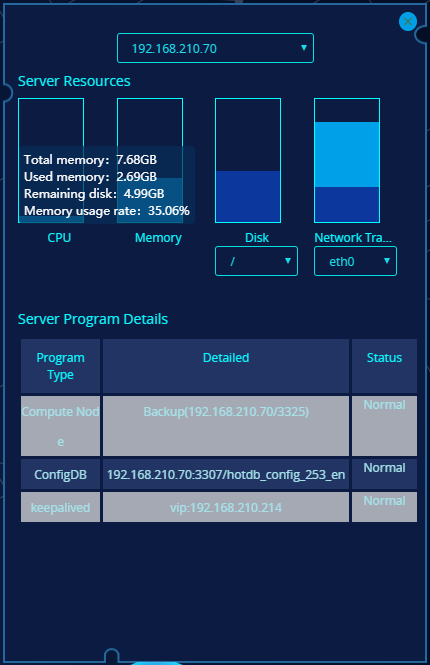 192.168.210.70
Server Resources
Total memory: 7.68GB
Used memory: 2.69GB
Remaining disk: 4.99GB
Memory usage rate: 35.06%
CPU Memory Disk Network Tra...
/ eth0
Server Program Details
Program
Type
Detailed
Status
Compute Nod
e
Backup(192.168.210.70/3325)
Normal
ConfigDB 192.168.210.70:3307/hotdb_config_253_en Normal
keepalived vip:192.168.210.214 Normal